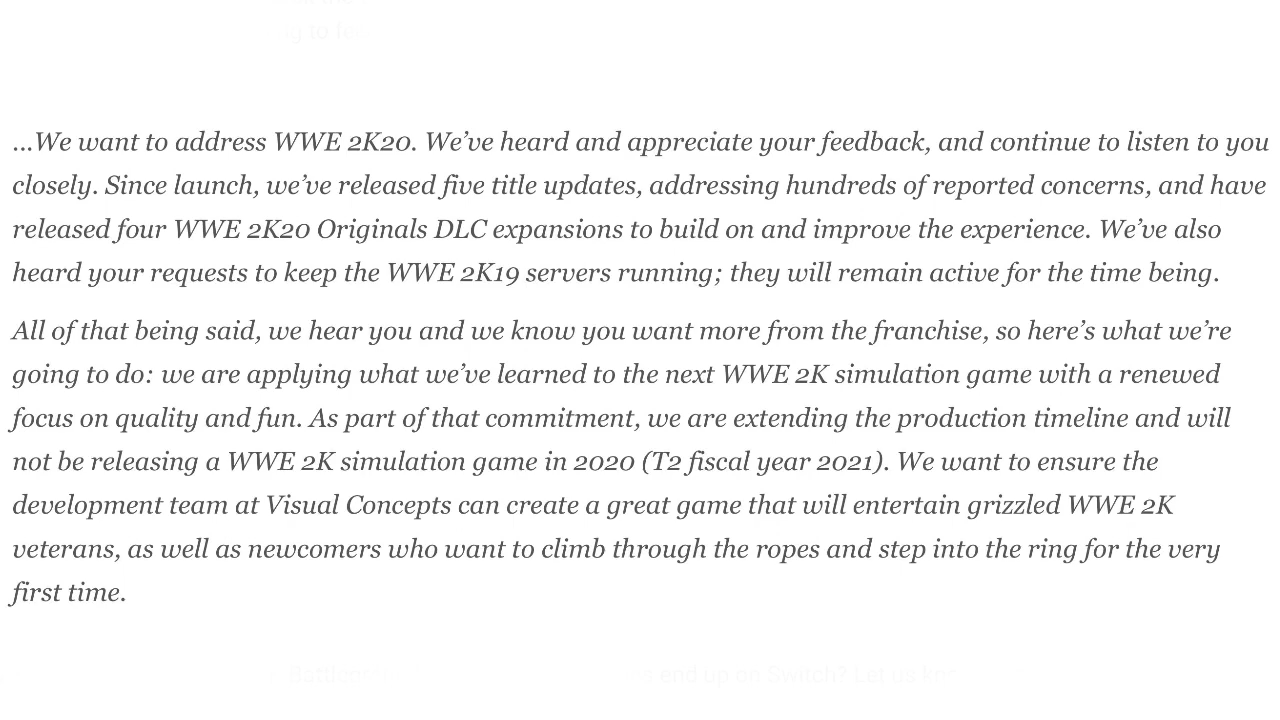 ...We want to address WWE 2K20. We’ve heard and appreciate your feedback, and continue to listen to you
closely. Since launch, we’ve released five title updates, addressing hundreds of reported concerns, and have
released four WWE 2K20 Originals DLC expansions to build on and improve the experience. We’ve also
heard your requests to keep the WWE 2K19 servers running; they will remain active for the time being.
All of that being said, we hear you and we know you want more from the franchise, so here’s what we’re
going to do: we are applying what we’ve learned to the next WWE 2K simulation game with a renewed
focus on quality and fun. As part of that commitment, we are extending the production timeline and will
not be releasing a WWE 2K simulation game in 2020 (T2 fiscal year 2021). We want to ensure the
development team at Visual Concepts can create a great game that will entertain grizzled WWE 2K
veterans, as well as newcomers who want to climb through the ropes and step into the ring for the very
first time.
end up on Switch? Let us